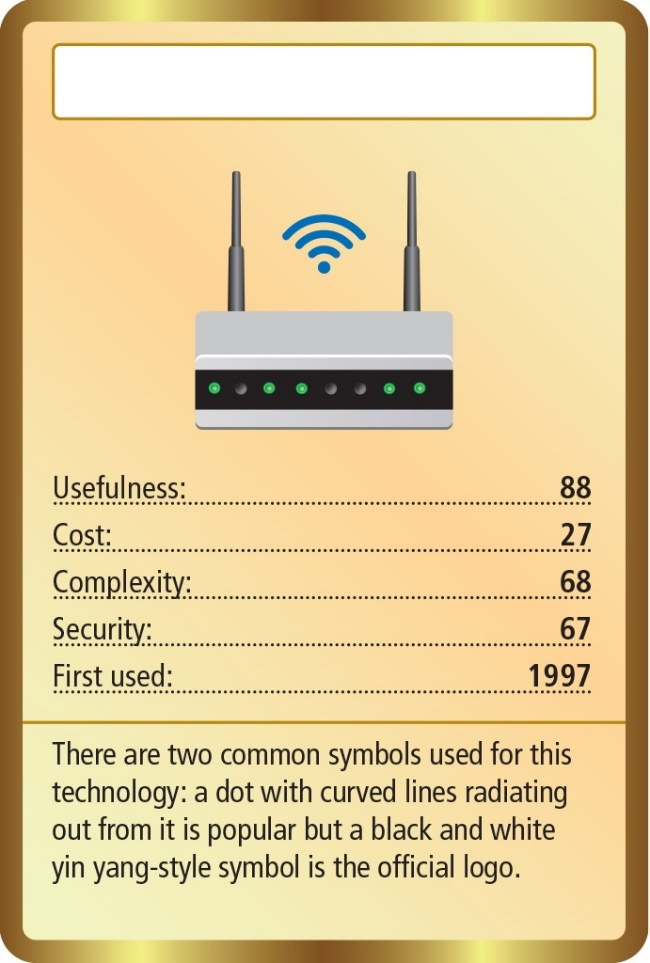 Usefulness: 88
Cost: 27
Complexity: 68
Security: 67
First used: 1997
There are two common symbols used for this
technology: a dot with curved lines radiating
out from it is popular but a black and white
yin yang-style symbol is the official logo.